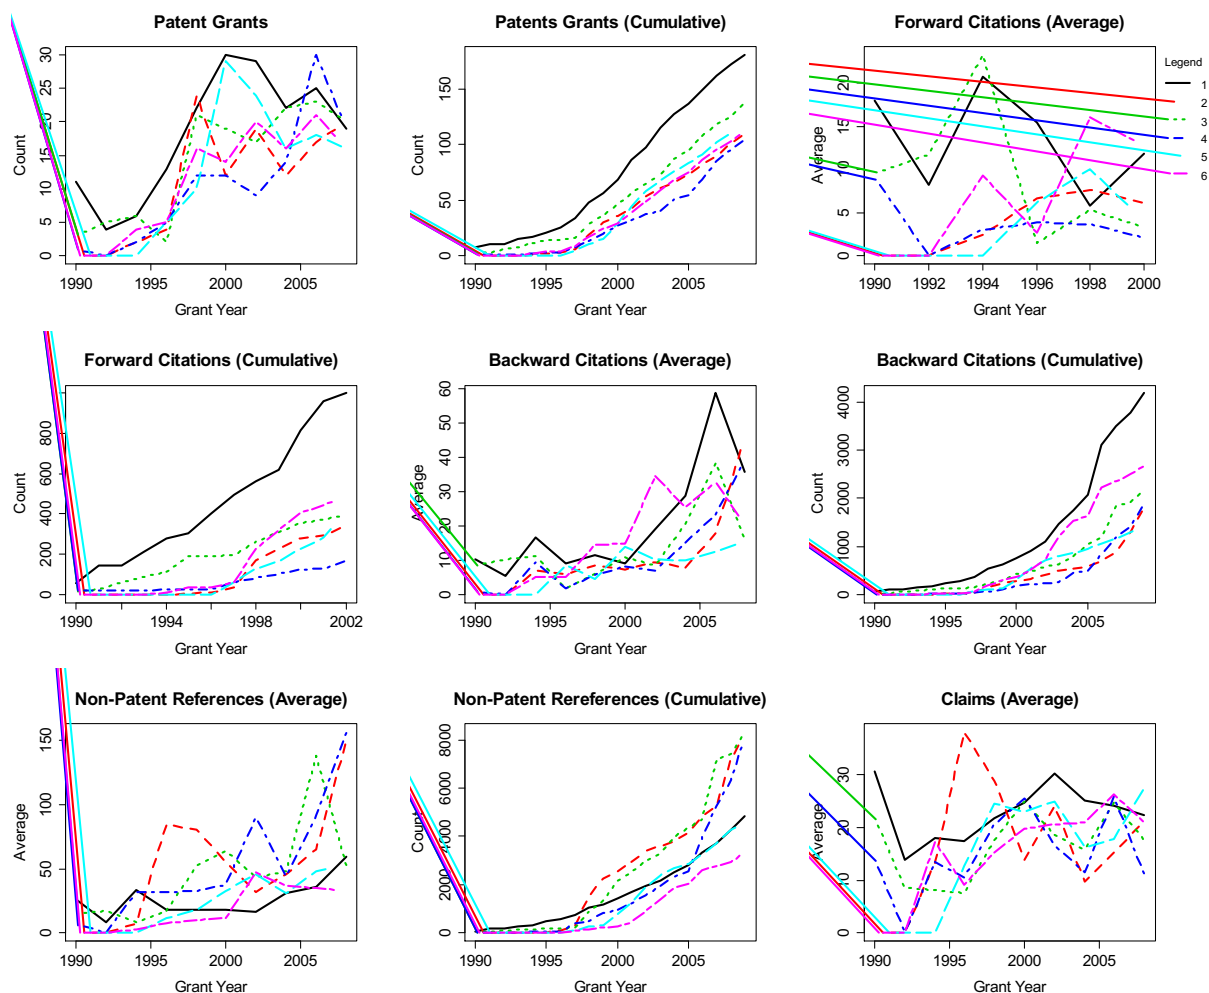 Patent Grants
Count
30
25
20
15
10
5
0
1990 1995 2000 2005
Grant Year
Patents Grants (Cumulative)
Count
150
100
50
0
1990 1995 2000 2005
Grant Year
Forward Citations (Average)
Average
20
15
10
5
0
1990 1992 1994 1996 1998 2000
Grant Year
Legend
1
2
3
4
5
6
Forward Citations (Cumulative)
Count
800
600
400
200
0
1990 1994 1998 2002
Grant Year
Backward Citations (Average)
Average
60
50
40
30
20
10
0
1990 1995 2000 2005
Grant Year
Backward Citations (Cumulative)
Count
4000
3000
2000
1000
0
1990 1995 2000 2005
Grant Year
Non-Patent References (Average)
Average
150
100
50
0
1990 1995 2000 2005
Grant Year
Non-Patent Rereferences (Cumulative)
Count
8000
6000
4000
2000
0
1990 1995 2000 2005
Grant Year
Claims (Average)
Average
30
20
10
0
1990 1995 2000 2005
Grant Year